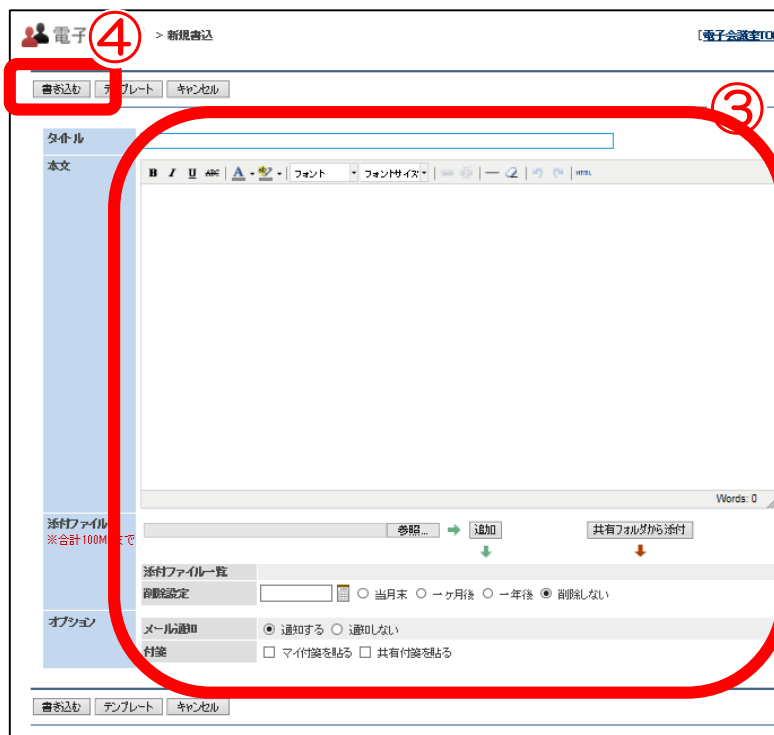 電子 > 新規書込 [電子会議室TO
④
書き込む テンプレート キャンセル
③
タイトル
本文
B I U ABC A ab フォント フォントサイズ HTML
Words: 0
添付ファイル 参照... 追加 共有フォルダから添付
※合計100Mまで
添付ファイル一覧
削除設定 当月末 一ヶ月後 一年後 削除しない
オプション メール通知 通知する 通知しない
付箋 マイ付箋を貼る 共有付箋を貼る
書き込む テンプレート キャンセル